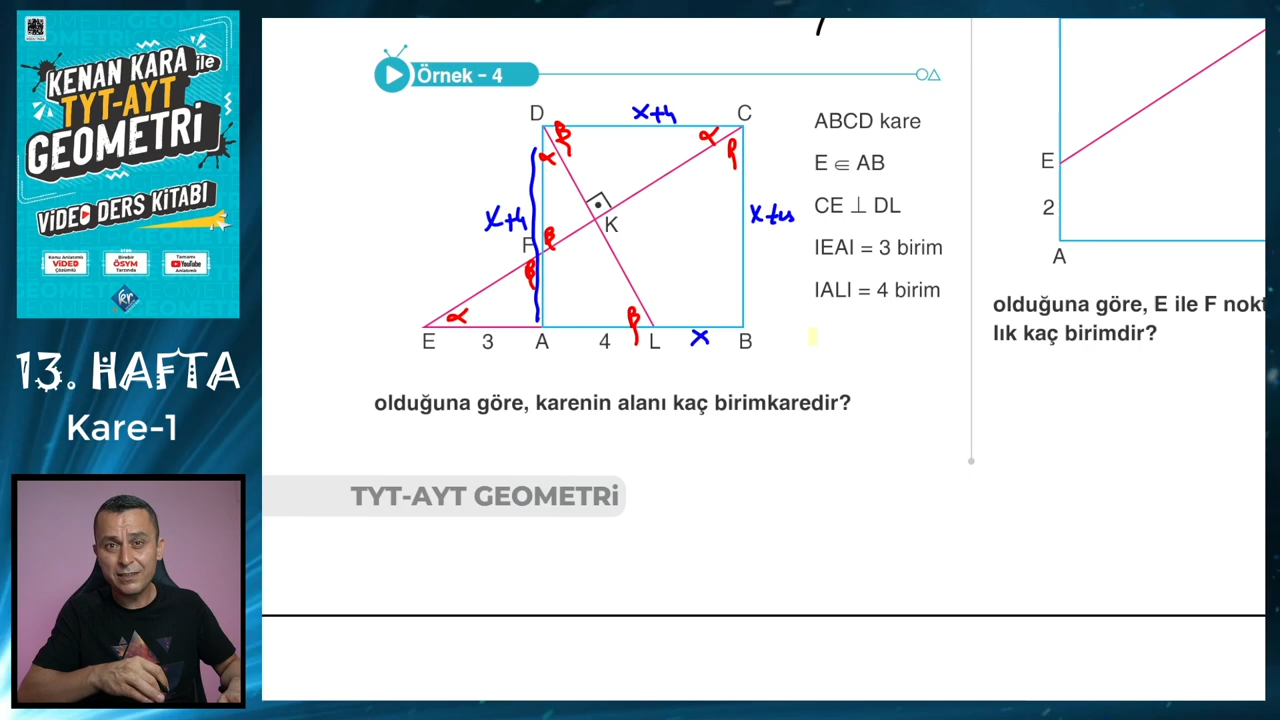 KENAN KARA ile
TYT-AYT
GEOMETRİ
VİDEO DERS KİTABI
13. HAFTA
Kare-1
Örnek - 4
D
x+4
C
β
α
α
β
x+4
K
F
β
β
x+4
α
β
E
3
A
4
L
x
B
ABCD kare
E ∈ AB
CE ⊥ DL
IEAI = 3 birim
IALI = 4 birim
olduğuna göre, karenin alanı kaç birimkaredir?
TYT-AYT GEOMETRi
E
2
A
olduğuna göre, E ile F nokt
lık kaç birimdir?